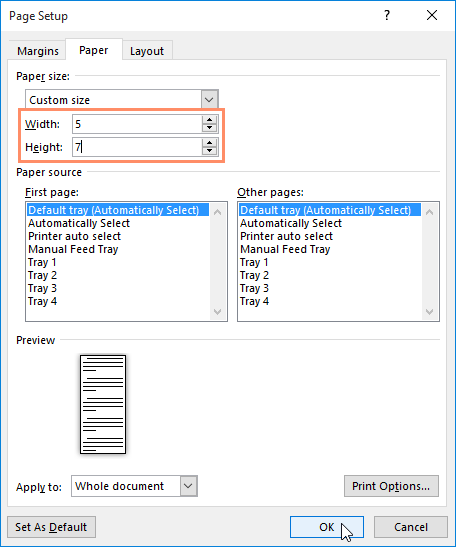 Page Setup
Margins Paper Layout
Paper size:
Custom size
Width: 5
Height: 7
Paper source
First page: Other pages:
Default tray (Automatically Select) Default tray (Automatically Select)
Automatically Select Automatically Select
Printer auto select Printer auto select
Manual Feed Tray Manual Feed Tray
Tray 1 Tray 1
Tray 2 Tray 2
Tray 3 Tray 3
Tray 4 Tray 4
Preview
Apply to: Whole document Print Options...
Set As Default OK Cancel